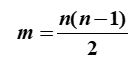 m = n(n−1)/2